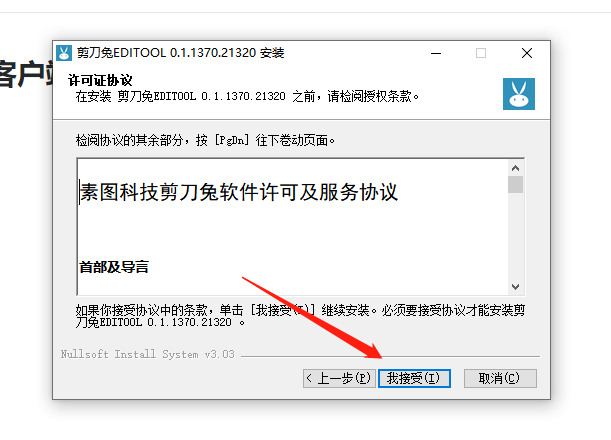 剪刀兔EDITOOL 0.1.1370.21320 安装
客户端
许可证协议
在安装 剪刀兔EDITOOL 0.1.1370.21320 之前，请检阅授权条款。
检阅协议的其余部分，按 [PgDn] 往下卷动页面。
素图科技剪刀兔软件许可及服务协议
首部及导言
如果你接受协议中的条款，单击 [我接受(I)] 继续安装。必须要接受协议才能安装剪
刀兔EDITOOL 0.1.1370.21320 。
Nullsoft Install System v3.03
< 上一步(P)
我接受(I)
取消(C)